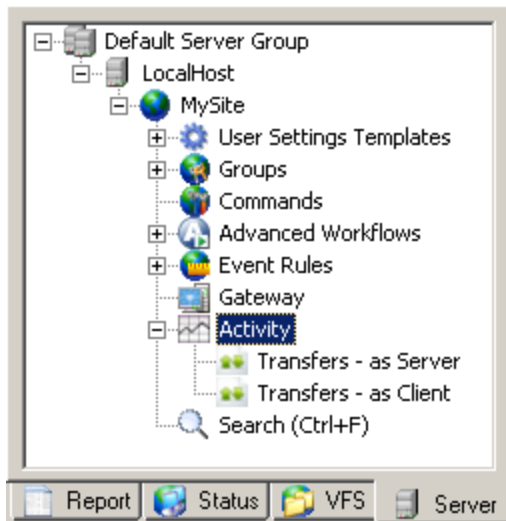 Default Server Group
LocalHost
MySite
User Settings Templates
Groups
Commands
Advanced Workflows
Event Rules
Gateway
Activity
Transfers - as Server
Transfers - as Client
Search (Ctrl+F)
Report Status VFS Server